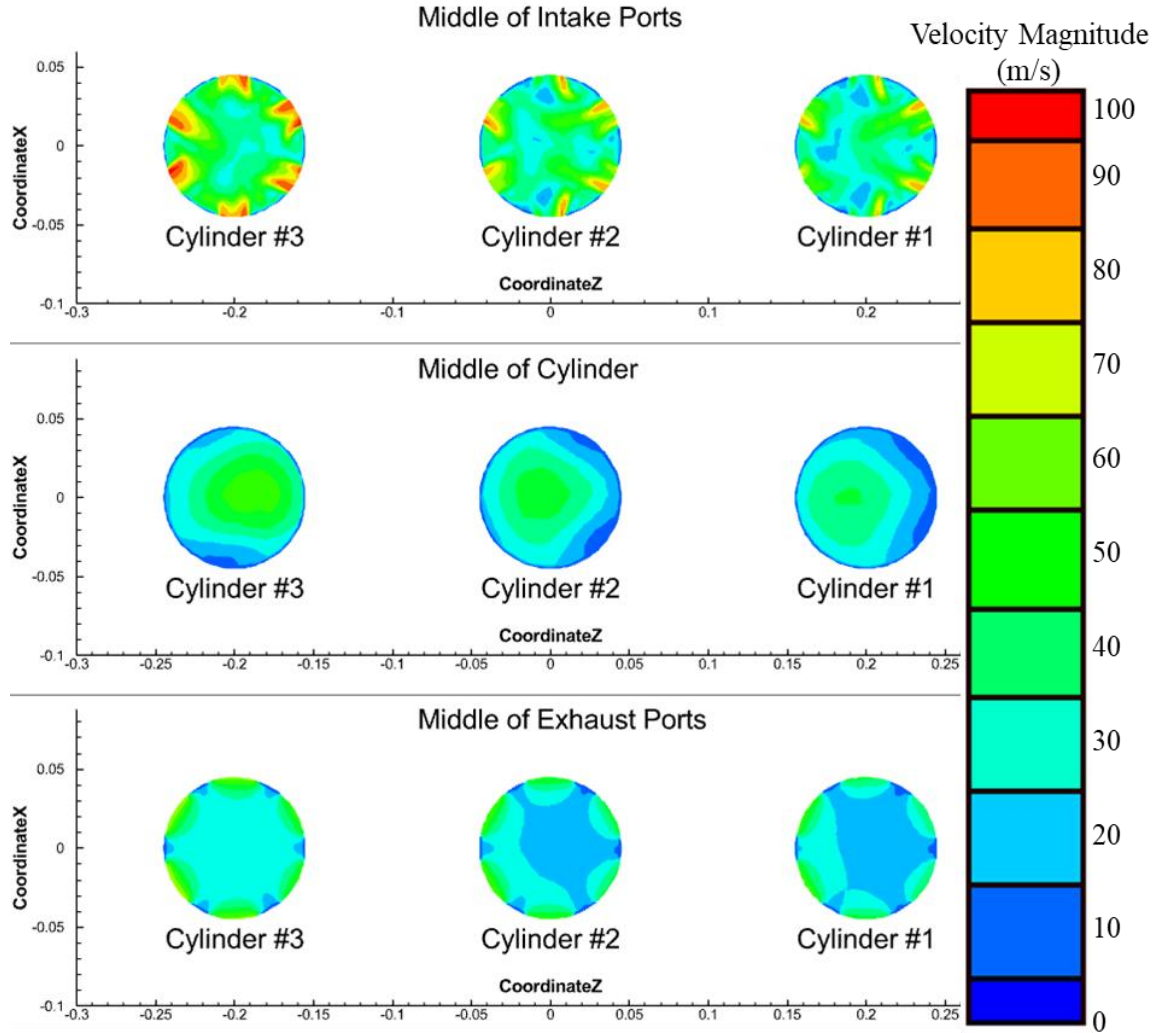 Middle of Intake Ports
Velocity Magnitude
(m/s)
0.05
0
-0.05
-0.1
CoordinateX
Cylinder #3 Cylinder #2 Cylinder #1
CoordinateZ
-0.3 -0.2 -0.1 0 0.1 0.2
Middle of Cylinder
0.05
0
-0.05
-0.1
CoordinateX
Cylinder #3 Cylinder #2 Cylinder #1
CoordinateZ
-0.3 -0.25 -0.2 -0.15 -0.1 -0.05 0 0.05 0.1 0.15 0.2 0.25
Middle of Exhaust Ports
0.05
0
-0.05
-0.1
CoordinateX
Cylinder #3 Cylinder #2 Cylinder #1
CoordinateZ
-0.3 -0.25 -0.2 -0.15 -0.1 -0.05 0 0.05 0.1 0.15 0.2 0.25
100
90
80
70
60
50
40
30
20
10
0